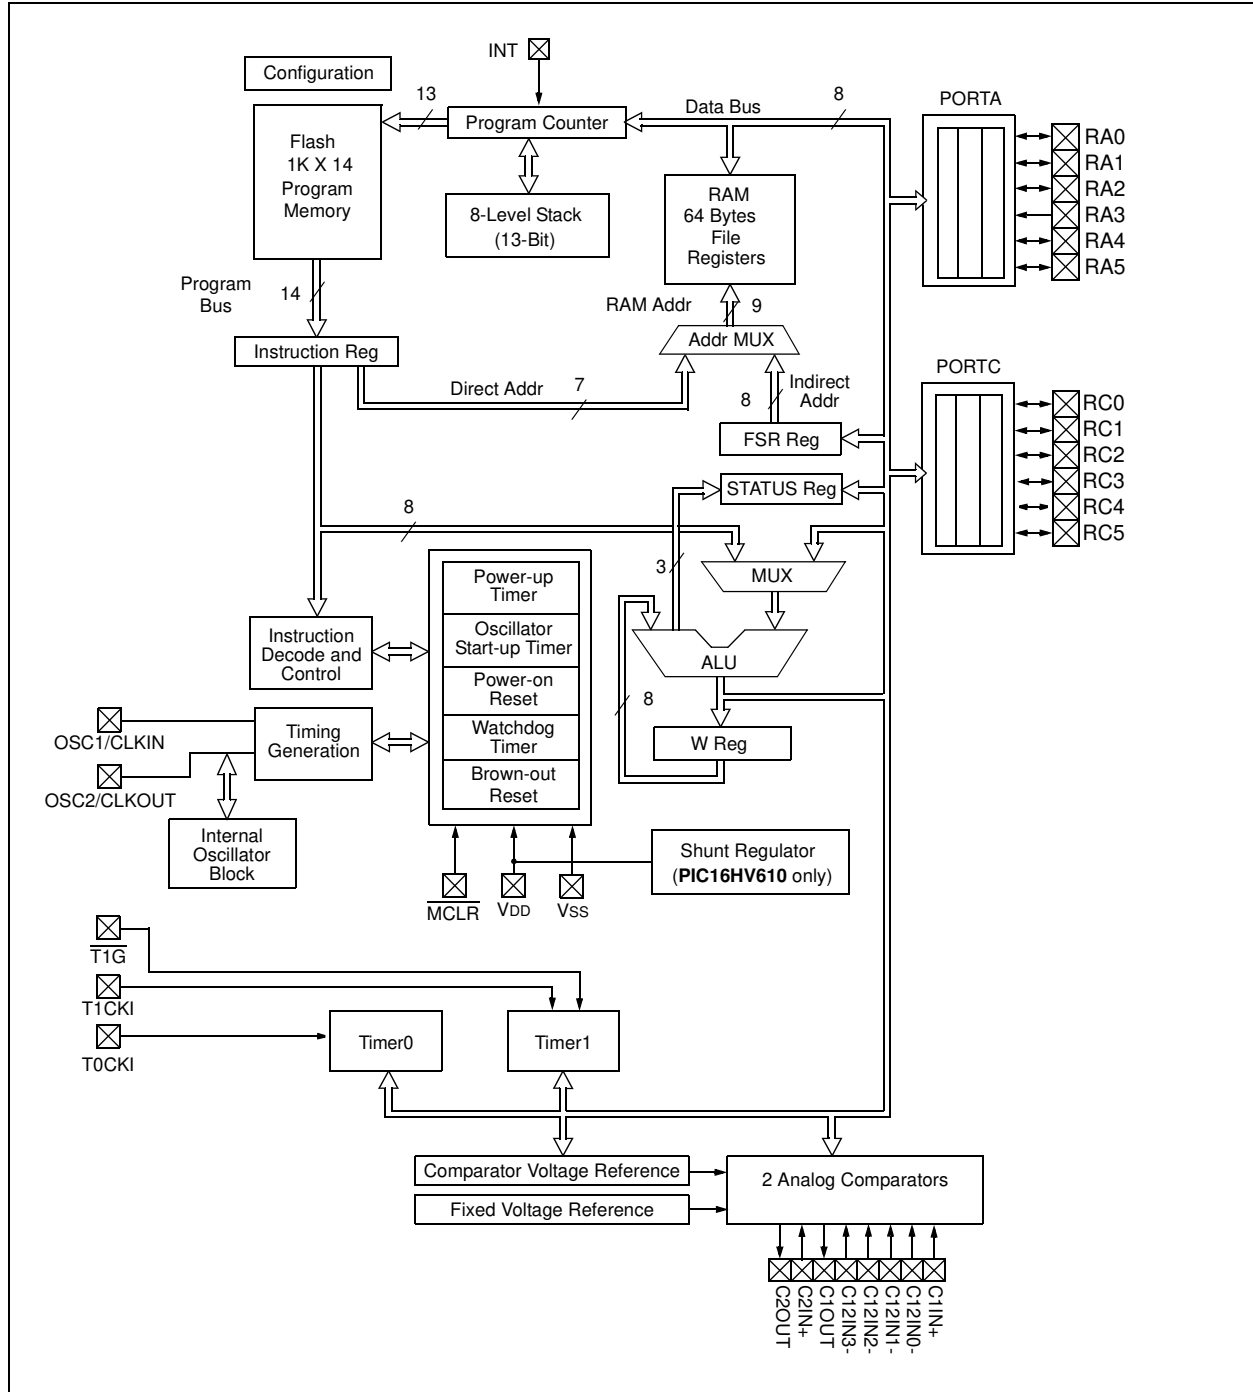 INT
Configuration
13
Data Bus
8
PORTA
Program Counter
Flash
1K X 14
Program
Memory
RA0
RA1
RA2
RA3
RA4
RA5
8-Level Stack
(13-Bit)
RAM
64 Bytes
File
Registers
Program
Bus
14
RAM Addr
9
Addr MUX
Instruction Reg
Direct Addr
7
Indirect
Addr
8
FSR Reg
PORTC
RC0
RC1
RC2
RC3
RC4
RC5
STATUS Reg
8
3
MUX
Power-up
Timer
Oscillator
Start-up Timer
Power-on
Reset
Watchdog
Timer
Brown-out
Reset
Instruction
Decode and
Control
ALU
8
W Reg
OSC1/CLKIN
Timing
Generation
OSC2/CLKOUT
Internal
Oscillator
Block
Shunt Regulator
(PIC16HV610 only)
MCLR
VDD
VSS
T1G
T1CKI
T0CKI
Timer0
Timer1
Comparator Voltage Reference
Fixed Voltage Reference
2 Analog Comparators
C2OUT
C2IN+
C1OUT
C12IN3-
C12IN2-
C12IN1-
C12IN0-
C1IN+